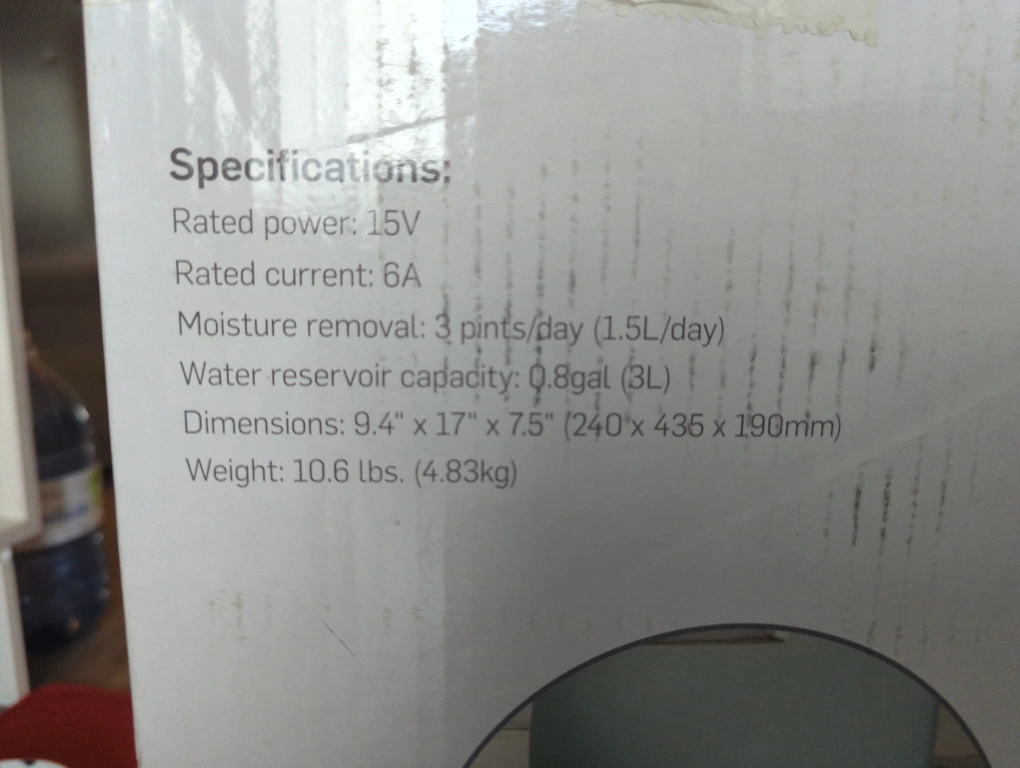 Specifications:
Rated power: 15V
Rated current: 6A
Moisture removal: 3 pints/day (1.5L/day)
Water reservoir capacity: 0.8gal (3L)
Dimensions: 9.4" x 17" x 7.5" (240 x 435 x 190mm)
Weight: 10.6 lbs. (4.83kg)